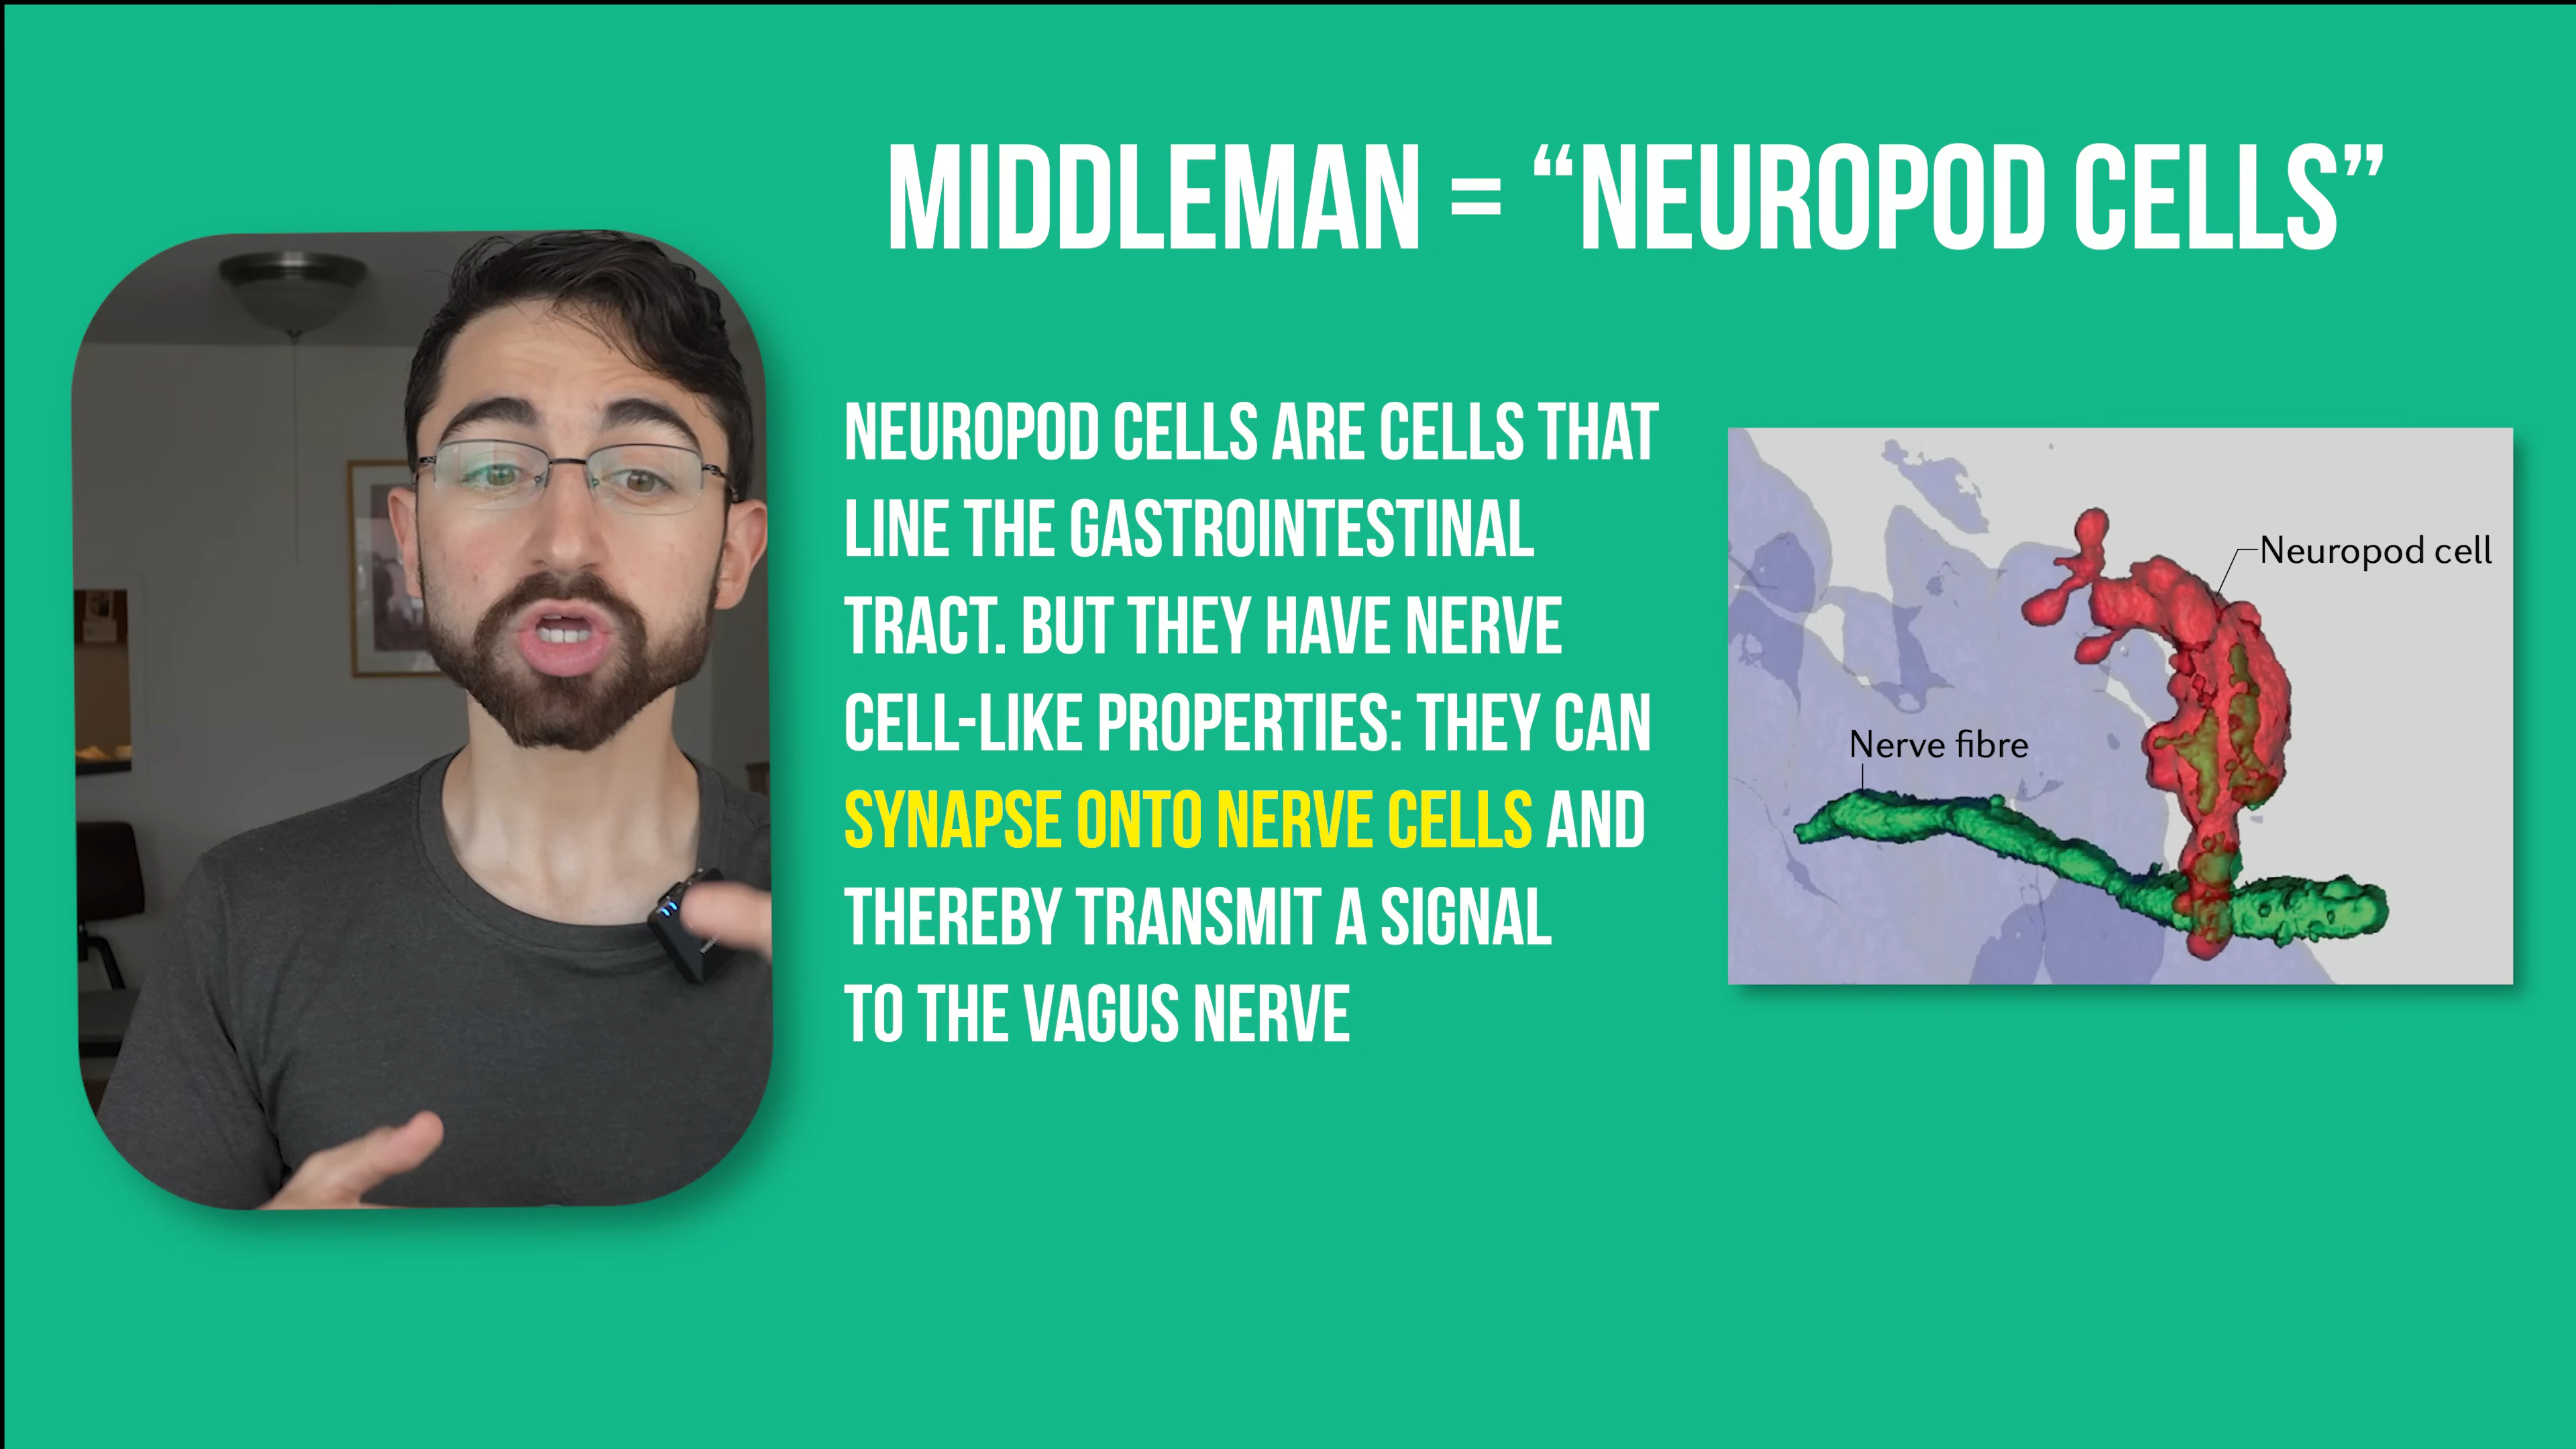 MIDDLEMAN = “NEUROPOD CELLS”
NEUROPOD CELLS ARE CELLS THAT
LINE THE GASTROINTESTINAL
TRACT. BUT THEY HAVE NERVE
CELL-LIKE PROPERTIES: THEY CAN
SYNAPSE ONTO NERVE CELLS AND
THEREBY TRANSMIT A SIGNAL
TO THE VAGUS NERVE
Neuropod cell
Nerve fibre